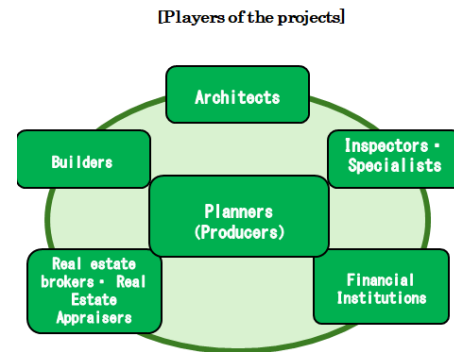 [Players of the projects]
Architects
Builders
Inspectors・
Specialists
Planners
(Producers)
Real estate
brokers・ Real
Estate
Appraisers
Financial
Institutions